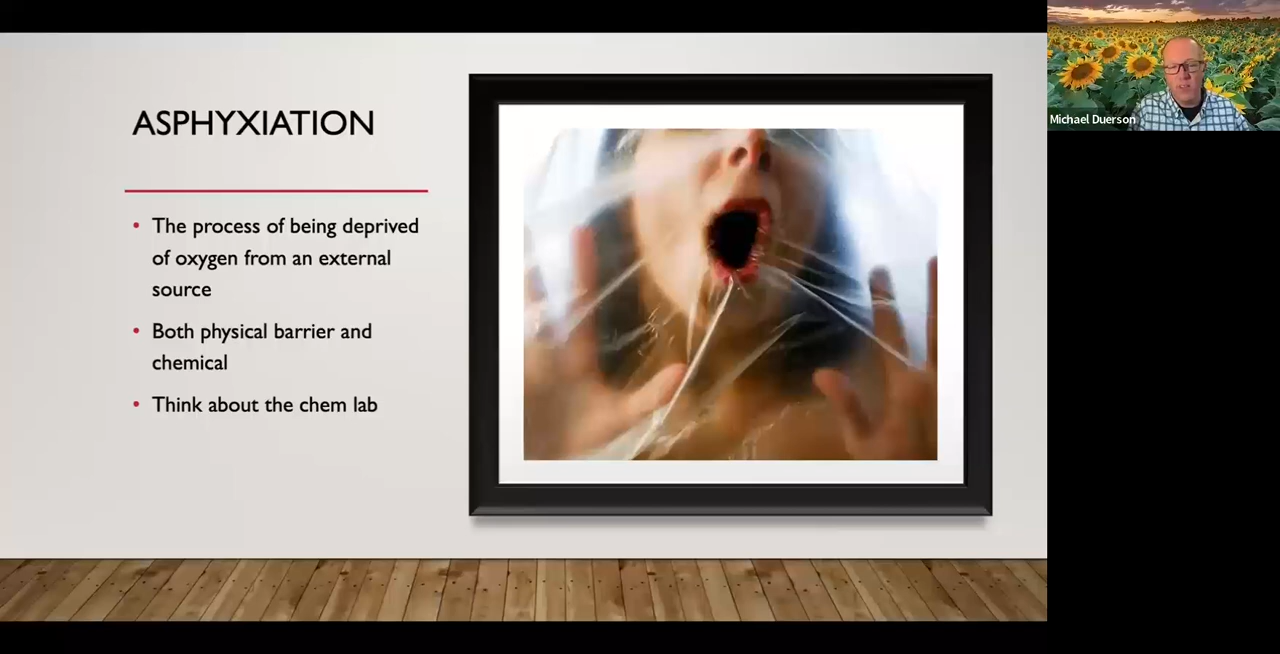 ASPHYXIATION
• The process of being deprived
of oxygen from an external
source
• Both physical barrier and
chemical
• Think about the chem lab
Michael Duerson